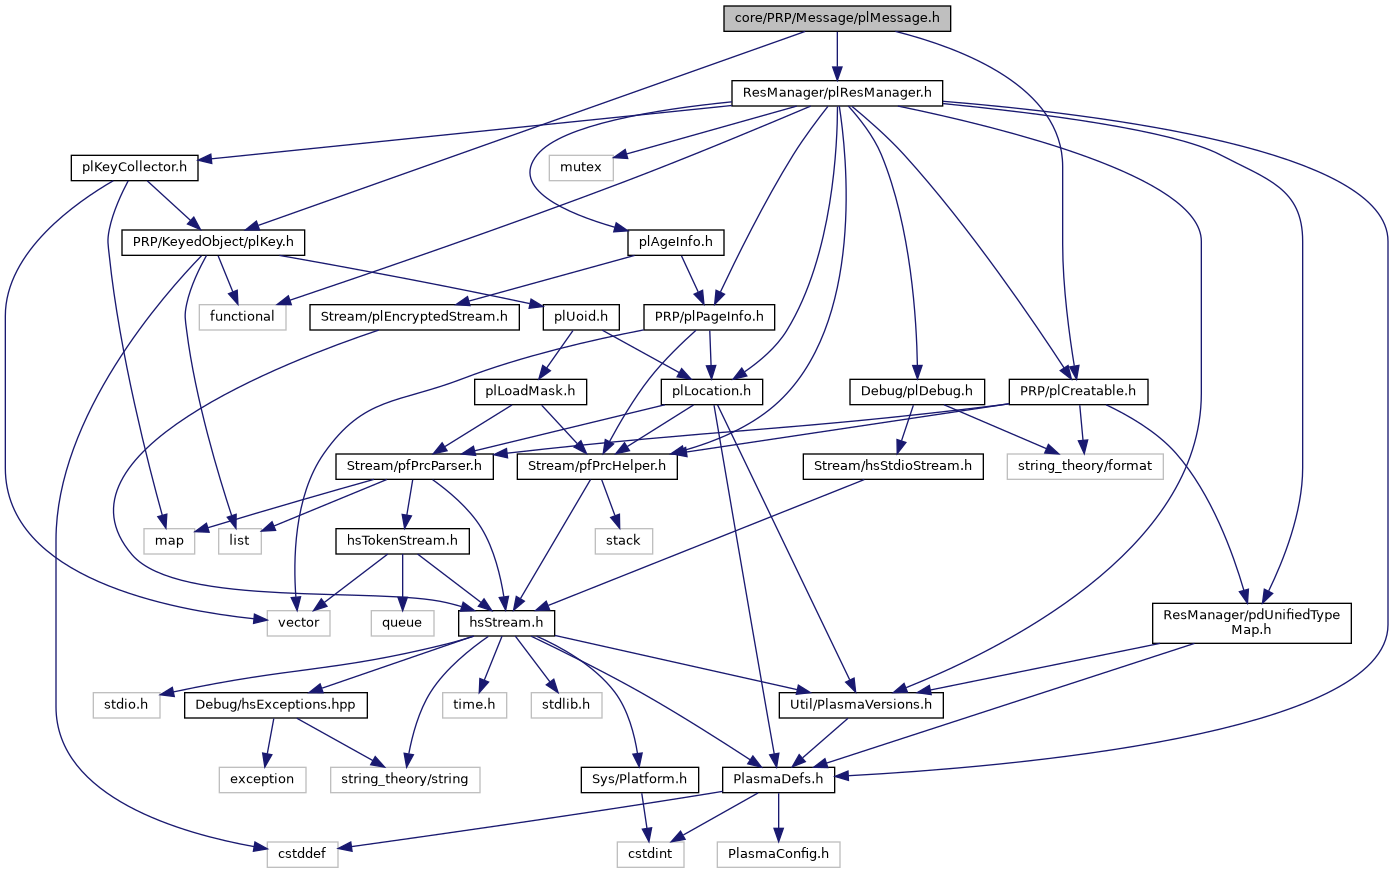 core/PRP/Message/plMessage.h
ResManager/plResManager.h
plKeyCollector.h
mutex
PRP/KeyedObject/plKey.h
plAgeInfo.h
functional
Stream/plEncryptedStream.h
plUoid.h
PRP/plPageInfo.h
plLoadMask.h
plLocation.h
Debug/plDebug.h
PRP/plCreatable.h
Stream/pfPrcParser.h
Stream/pfPrcHelper.h
Stream/hsStdioStream.h
string_theory/format
map
list
hsTokenStream.h
stack
vector
queue
hsStream.h
ResManager/pdUnifiedType
Map.h
stdio.h
Debug/hsExceptions.hpp
time.h
stdlib.h
Util/PlasmaVersions.h
exception
string_theory/string
Sys/Platform.h
PlasmaDefs.h
cstddef
cstdint
PlasmaConfig.h